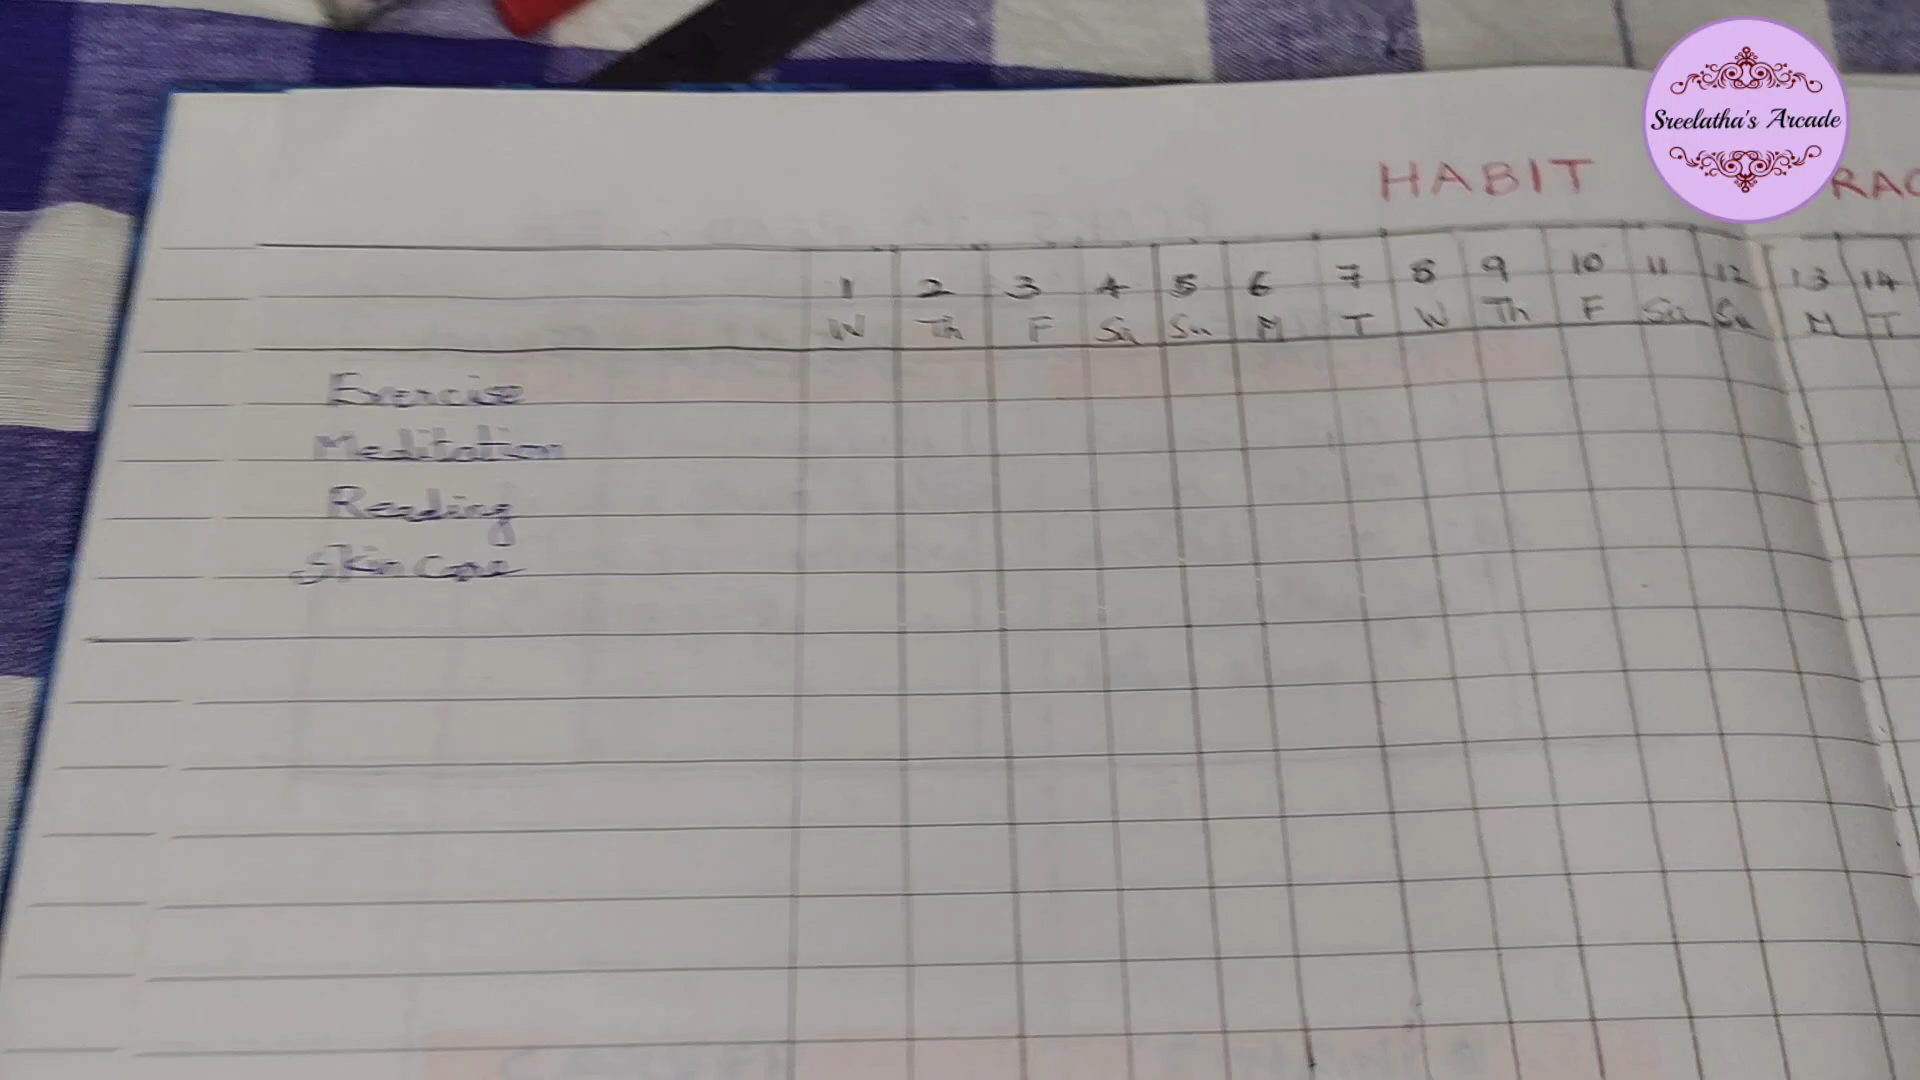 Sreelatha's Arcade
HABIT RAC
1 2 3 4 5 6 7 8 9 10 11 12 13 14
W Th F Sa Su M T W Th F Sa Su M T
Exercise
Meditation
Reading
Skin Care